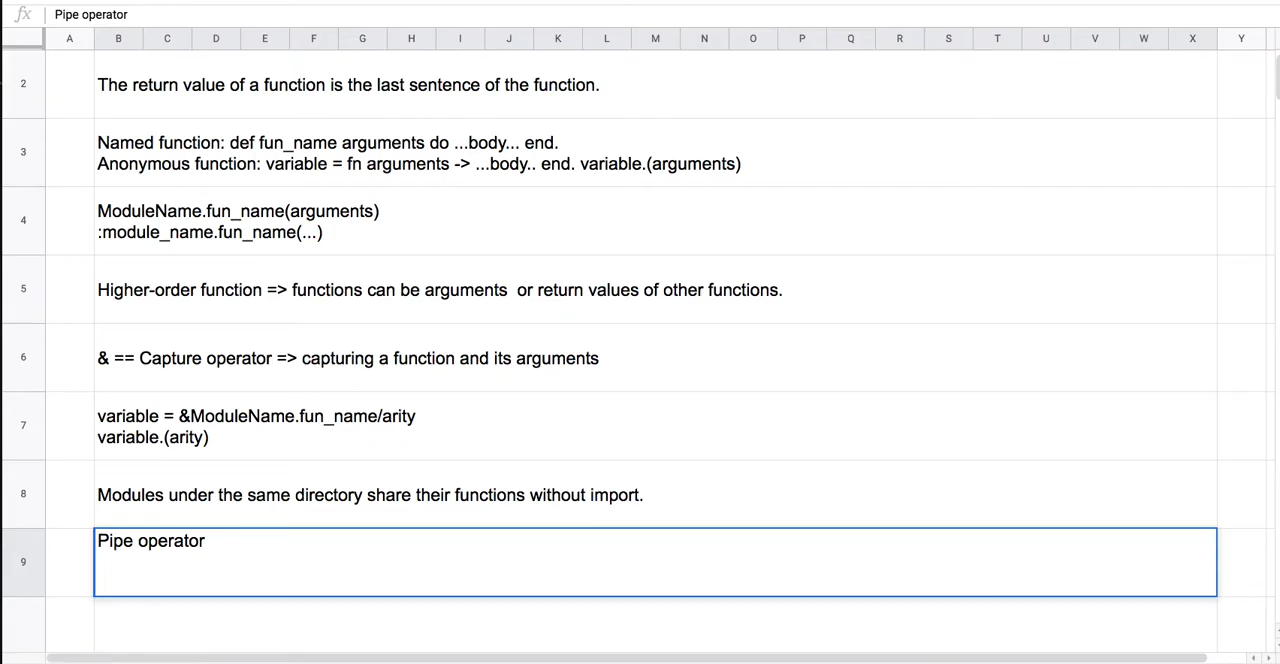 fx Pipe operator
A B C D E F G H I J K L M N O P Q R S T U V W X Y
2 The return value of a function is the last sentence of the function.
3 Named function: def fun_name arguments do ...body... end.
Anonymous function: variable = fn arguments -> ...body.. end. variable.(arguments)
4 ModuleName.fun_name(arguments)
:module_name.fun_name(...)
5 Higher-order function => functions can be arguments  or return values of other functions.
6 & == Capture operator => capturing a function and its arguments
7 variable = &ModuleName.fun_name/arity
variable.(arity)
8 Modules under the same directory share their functions without import.
9 Pipe operator